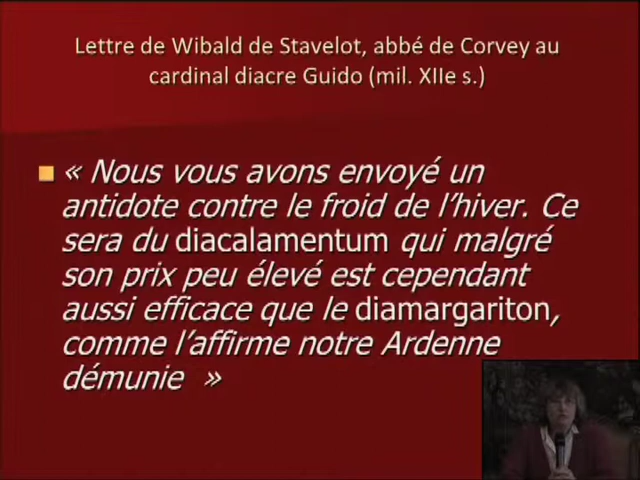 Lettre de Wibald de Stavelot, abbé de Corvey au
cardinal diacre Guido (mil. XIIe s.)
« Nous vous avons envoyé un
antidote contre le froid de l’hiver. Ce
sera du diacalamentum qui malgré
son prix peu élevé est cependant
aussi efficace que le diamargariton,
comme l’affirme notre Ardenne
démunie »